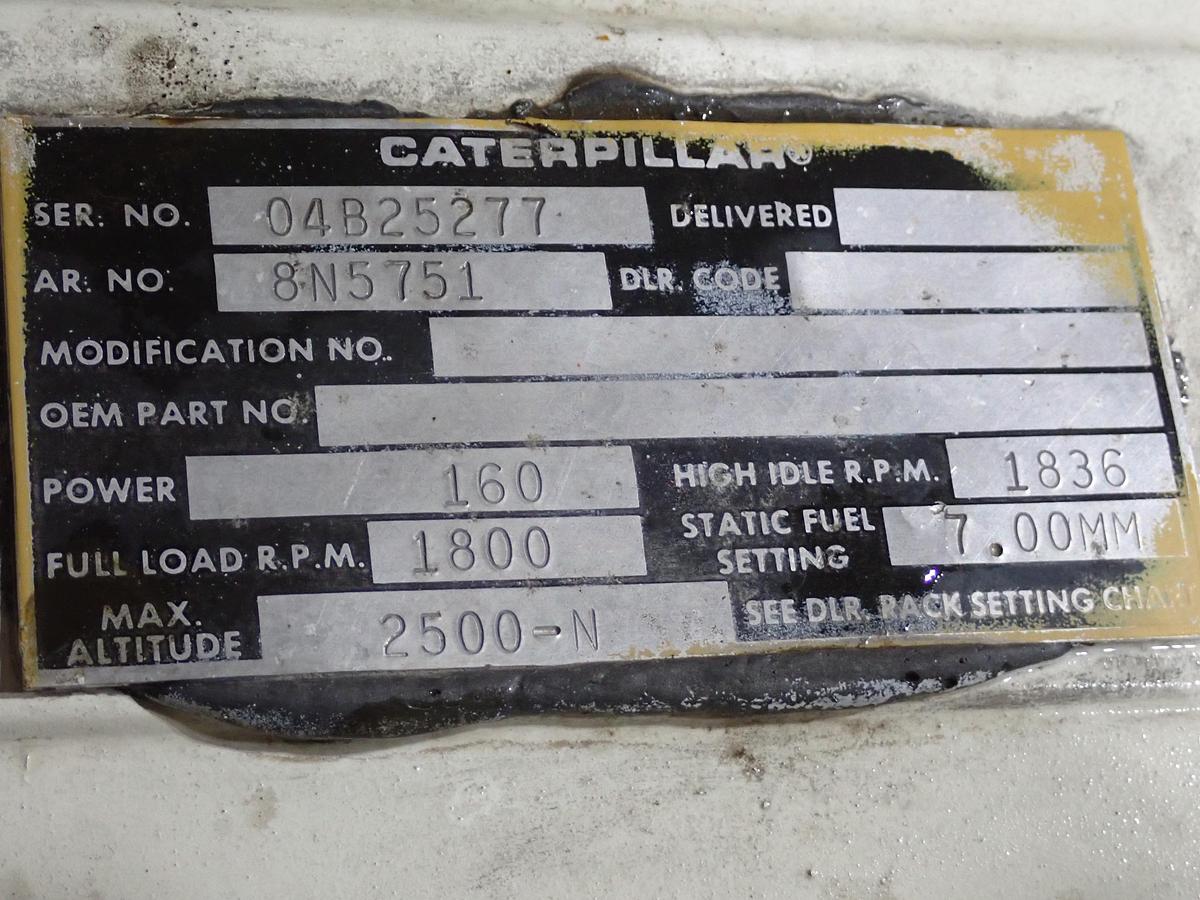 CATERPILLAR®
SER. NO. 04B25277 DELIVERED
AR. NO. 8N5751 DLR. CODE
MODIFICATION NO.
OEM PART NO.
POWER 160 HIGH IDLE R.P.M. 1836
FULL LOAD R.P.M. 1800 STATIC FUEL SETTING 7.00MM
MAX. ALTITUDE 2500-N SEE DLR. RACK SETTING